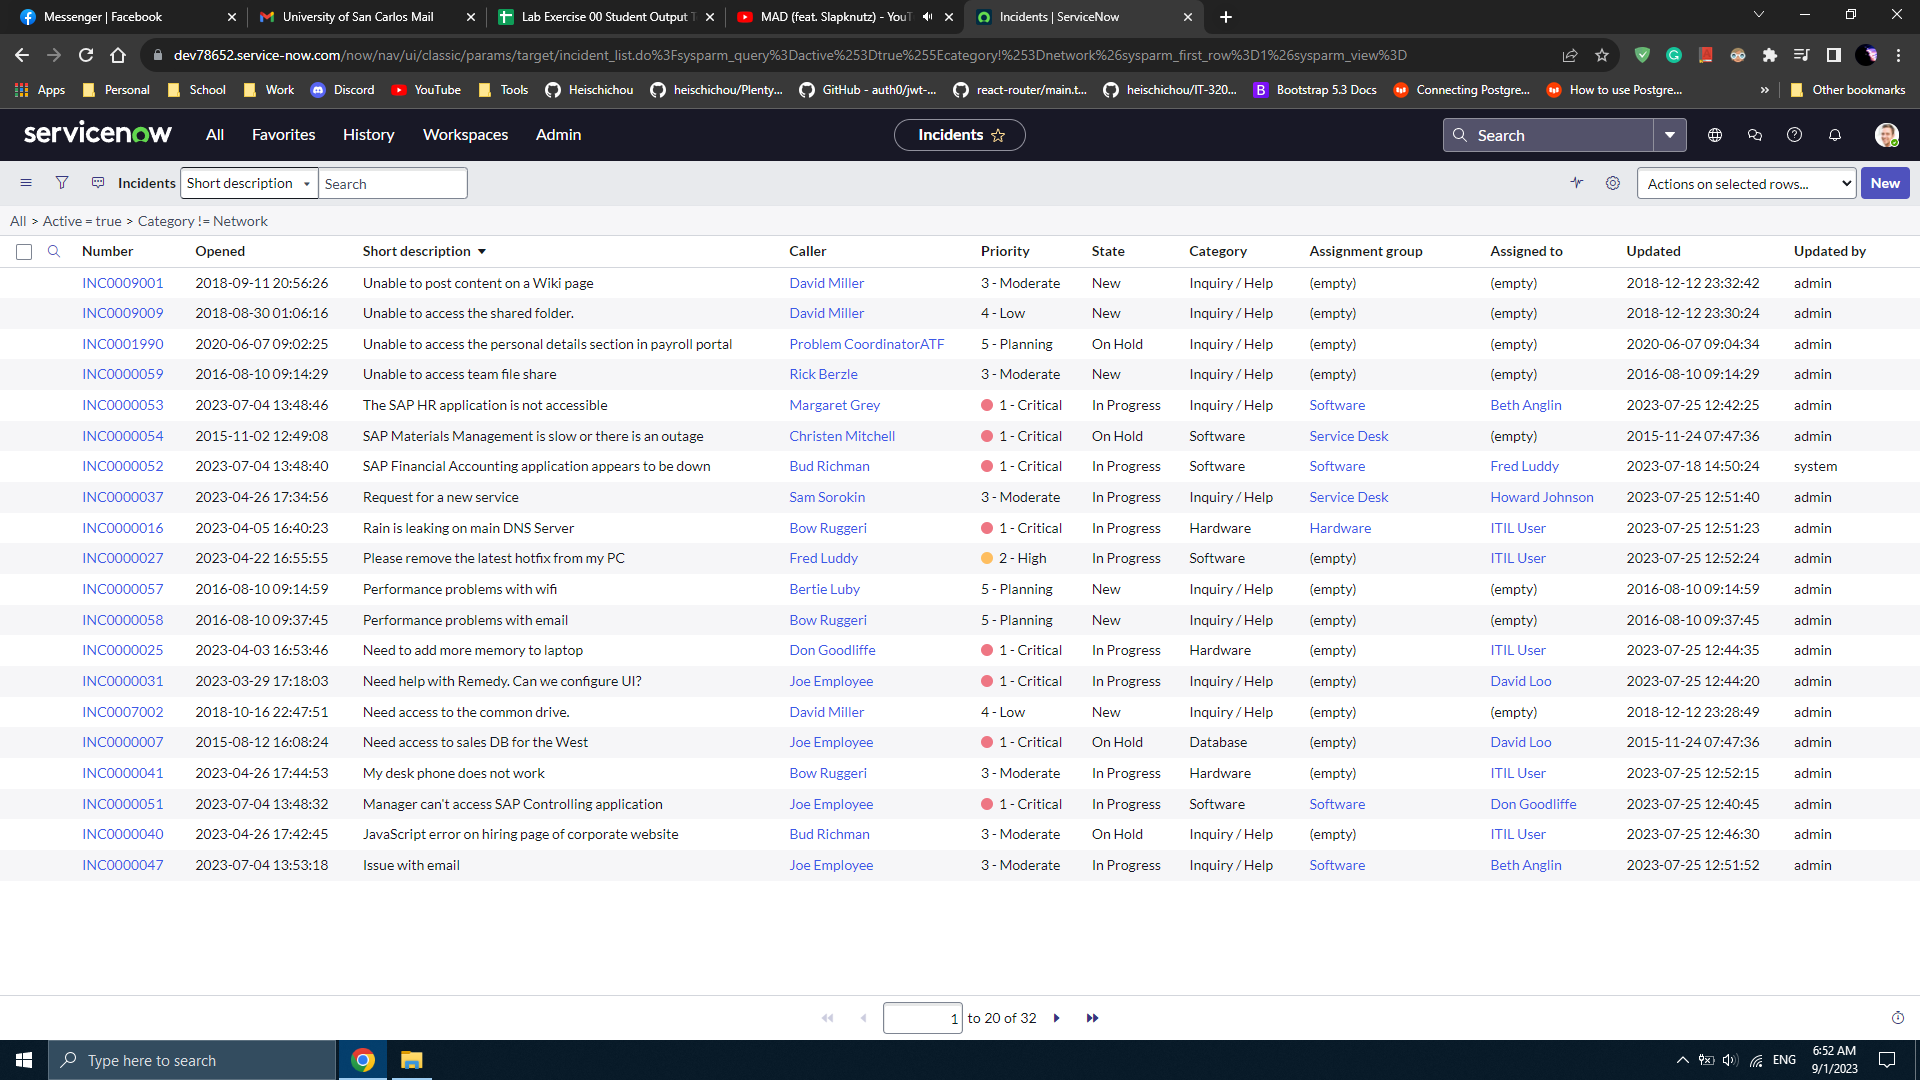 Messenger | Facebook
University of San Carlos Mail
Lab Exercise 00 Student Output
MAD (feat. Slapknutz) - YouT
Incidents | ServiceNow
dev78652.service-now.com/now/nav/ui/classic/params/target/incident_list.do%3Fsysparm_query%3Dactive%253Dtrue%255Ecategory!%253Dnetwork%26sysparm_first_row%3D1%26sysparm_view%3D
Apps Personal School Work Discord YouTube Tools Heischichou heischichou/Plenty... GitHub - auth0/jwt-... react-router/main.t... heischichou/IT-320... Bootstrap 5.3 Docs Connecting Postgre... How to use Postgre... » Other bookmarks
servicenow All Favorites History Workspaces Admin Incidents Search
Incidents Short description Search Actions on selected rows... New
All > Active = true > Category != Network
Number Opened Short description Caller Priority State Category Assignment group Assigned to Updated Updated by
INC0009001 2018-09-11 20:56:26 Unable to post content on a Wiki page David Miller 3 - Moderate New Inquiry / Help (empty) (empty) 2018-12-12 23:32:42 admin
INC0009009 2018-08-30 01:06:16 Unable to access the shared folder. David Miller 4 - Low New Inquiry / Help (empty) (empty) 2018-12-12 23:30:24 admin
INC0001990 2020-06-07 09:02:25 Unable to access the personal details section in payroll portal Problem CoordinatorATF 5 - Planning On Hold Inquiry / Help (empty) (empty) 2020-06-07 09:04:34 admin
INC0000059 2016-08-10 09:14:29 Unable to access team file share Rick Berzle 3 - Moderate New Inquiry / Help (empty) (empty) 2016-08-10 09:14:29 admin
INC0000053 2023-07-04 13:48:46 The SAP HR application is not accessible Margaret Grey 1 - Critical In Progress Inquiry / Help Software Beth Anglin 2023-07-25 12:42:25 admin
INC0000054 2015-11-02 12:49:08 SAP Materials Management is slow or there is an outage Christen Mitchell 1 - Critical On Hold Software Service Desk (empty) 2015-11-24 07:47:36 admin
INC0000052 2023-07-04 13:48:40 SAP Financial Accounting application appears to be down Bud Richman 1 - Critical In Progress Software Software Fred Luddy 2023-07-18 14:50:24 system
INC0000037 2023-04-26 17:34:56 Request for a new service Sam Sorokin 3 - Moderate In Progress Inquiry / Help Service Desk Howard Johnson 2023-07-25 12:51:40 admin
INC0000016 2023-04-05 16:40:23 Rain is leaking on main DNS Server Bow Ruggeri 1 - Critical In Progress Hardware Hardware ITIL User 2023-07-25 12:51:23 admin
INC0000027 2023-04-22 16:55:55 Please remove the latest hotfix from my PC Fred Luddy 2 - High In Progress Software (empty) ITIL User 2023-07-25 12:52:24 admin
INC0000057 2016-08-10 09:14:59 Performance problems with wifi Bertie Luby 5 - Planning New Inquiry / Help (empty) (empty) 2016-08-10 09:14:59 admin
INC0000058 2016-08-10 09:37:45 Performance problems with email Bow Ruggeri 5 - Planning New Inquiry / Help (empty) (empty) 2016-08-10 09:37:45 admin
INC0000025 2023-04-03 16:53:46 Need to add more memory to laptop Don Goodliffe 1 - Critical In Progress Hardware (empty) ITIL User 2023-07-25 12:44:35 admin
INC0000031 2023-03-29 17:18:03 Need help with Remedy. Can we configure UI? Joe Employee 1 - Critical In Progress Inquiry / Help (empty) David Loo 2023-07-25 12:44:20 admin
INC0007002 2018-10-16 22:47:51 Need access to the common drive. David Miller 4 - Low New Inquiry / Help (empty) (empty) 2018-12-12 23:28:49 admin
INC0000007 2015-08-12 16:08:24 Need access to sales DB for the West Joe Employee 1 - Critical On Hold Database (empty) David Loo 2015-11-24 07:47:36 admin
INC0000041 2023-04-26 17:44:53 My desk phone does not work Bow Ruggeri 3 - Moderate In Progress Hardware (empty) ITIL User 2023-07-25 12:52:15 admin
INC0000051 2023-07-04 13:48:32 Manager can't access SAP Controlling application Joe Employee 1 - Critical In Progress Software Software Don Goodliffe 2023-07-25 12:40:45 admin
INC0000040 2023-04-26 17:42:45 JavaScript error on hiring page of corporate website Bud Richman 3 - Moderate On Hold Inquiry / Help (empty) ITIL User 2023-07-25 12:46:30 admin
INC0000047 2023-07-04 13:53:18 Issue with email Joe Employee 3 - Moderate In Progress Inquiry / Help Software Beth Anglin 2023-07-25 12:51:52 admin
1 to 20 of 32
Type here to search
ENG
6:52 AM
9/1/2023